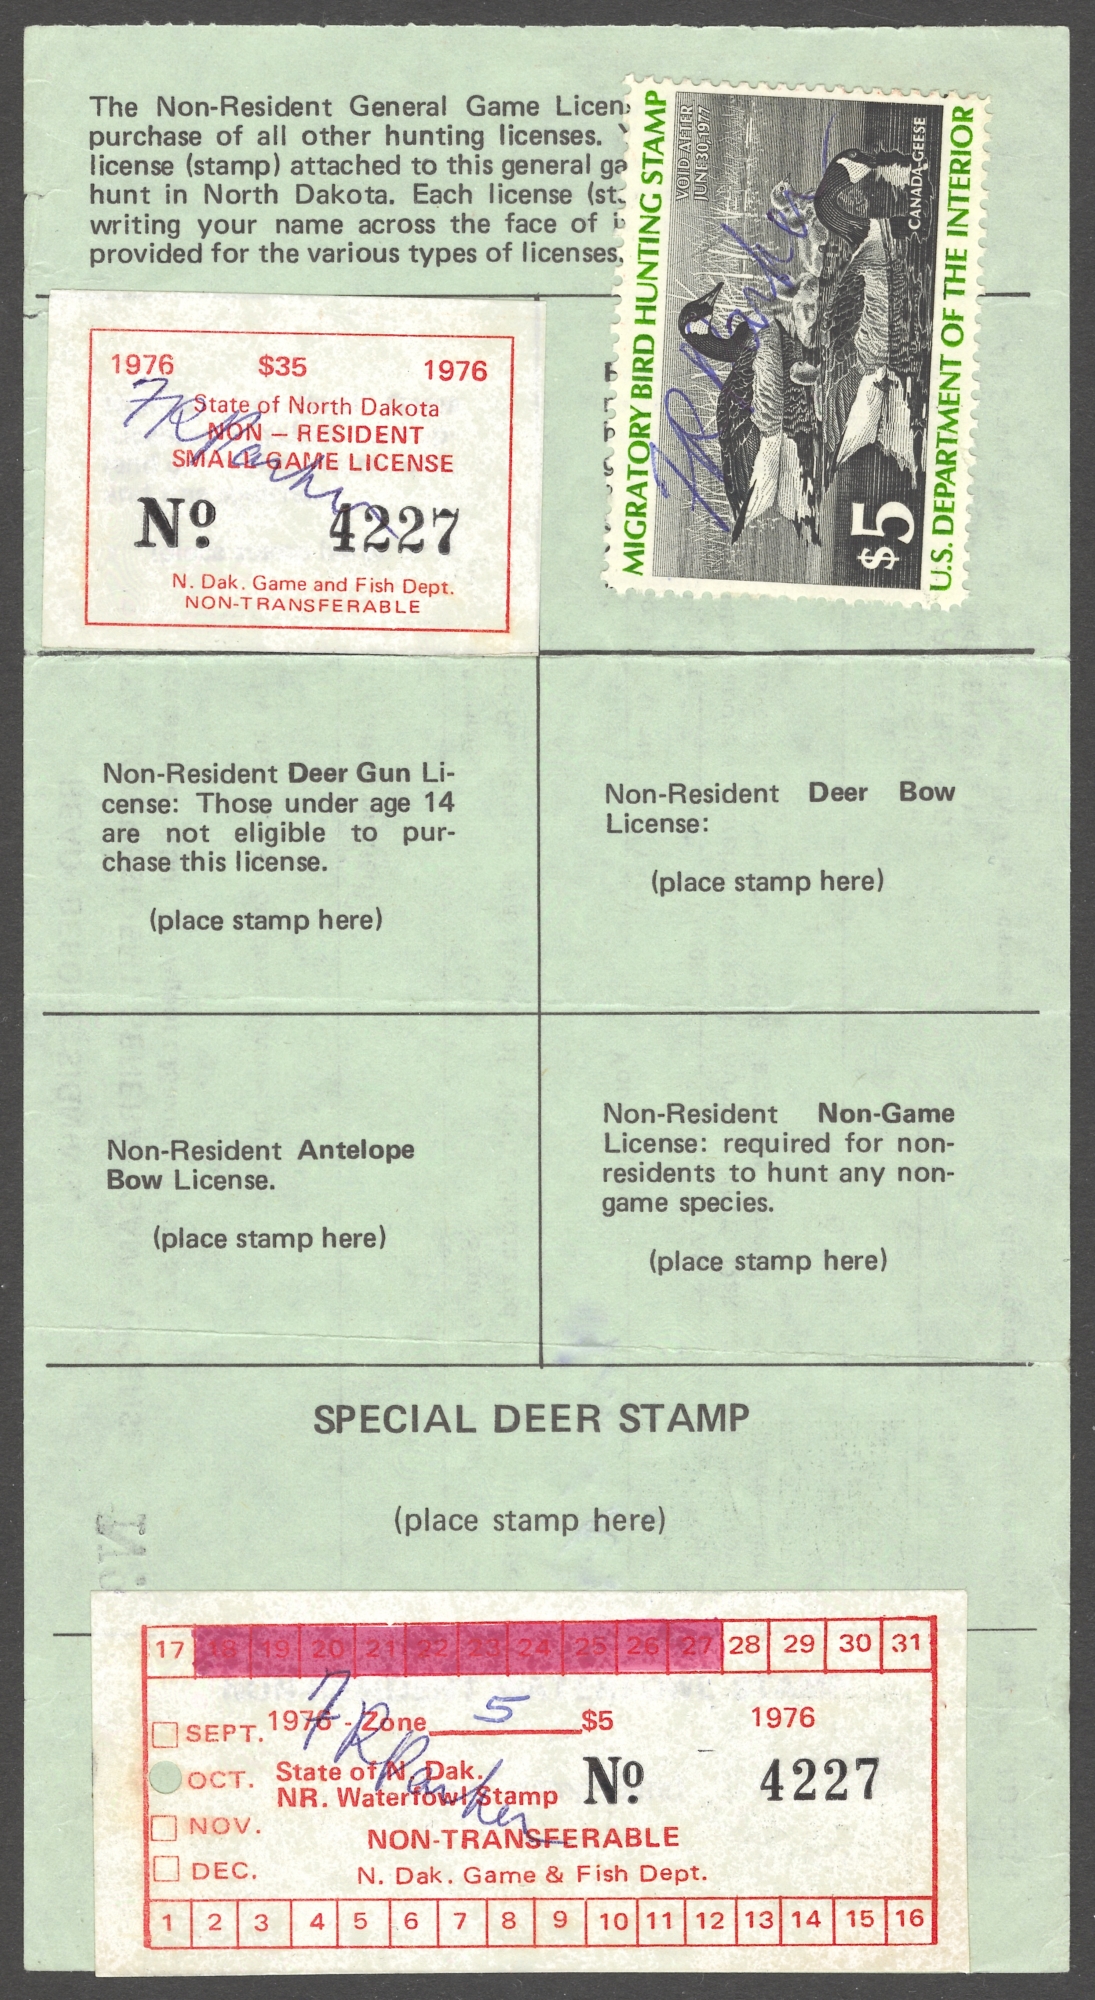 The Non-Resident General Game Licen
purchase of all other hunting licenses.
license (stamp) attached to this general ga
hunt in North Dakota. Each license (st
writing your name across the face of i
provided for the various types of licenses.
MIGRATORY BIRD HUNTING STAMP
VOID AFTER
JUNE 30, 1977
CANADA GEESE
$5
U.S. DEPARTMENT OF THE INTERIOR
F R Parker
1976 $35 1976
State of North Dakota
NON – RESIDENT
SMALL GAME LICENSE
F R Parker
No. 4227
N. Dak. Game and Fish Dept.
NON-TRANSFERABLE
Non-Resident Deer Gun Li-
cense: Those under age 14
are not eligible to pur-
chase this license.
(place stamp here)
Non-Resident Deer Bow
License:
(place stamp here)
Non-Resident Antelope
Bow License.
(place stamp here)
Non-Resident Non-Game
License: required for non-
residents to hunt any non-
game species.
(place stamp here)
SPECIAL DEER STAMP
(place stamp here)
17 18 19 20 21 22 23 24 25 26 27 28 29 30 31
SEPT.
OCT.
NOV.
DEC.
1976 - Zone 5 $5 1976
State of N. Dak.
NR. Waterfowl Stamp
No 4227
F R Parker
NON-TRANSFERABLE
N. Dak. Game & Fish Dept.
1 2 3 4 5 6 7 8 9 10 11 12 13 14 15 16